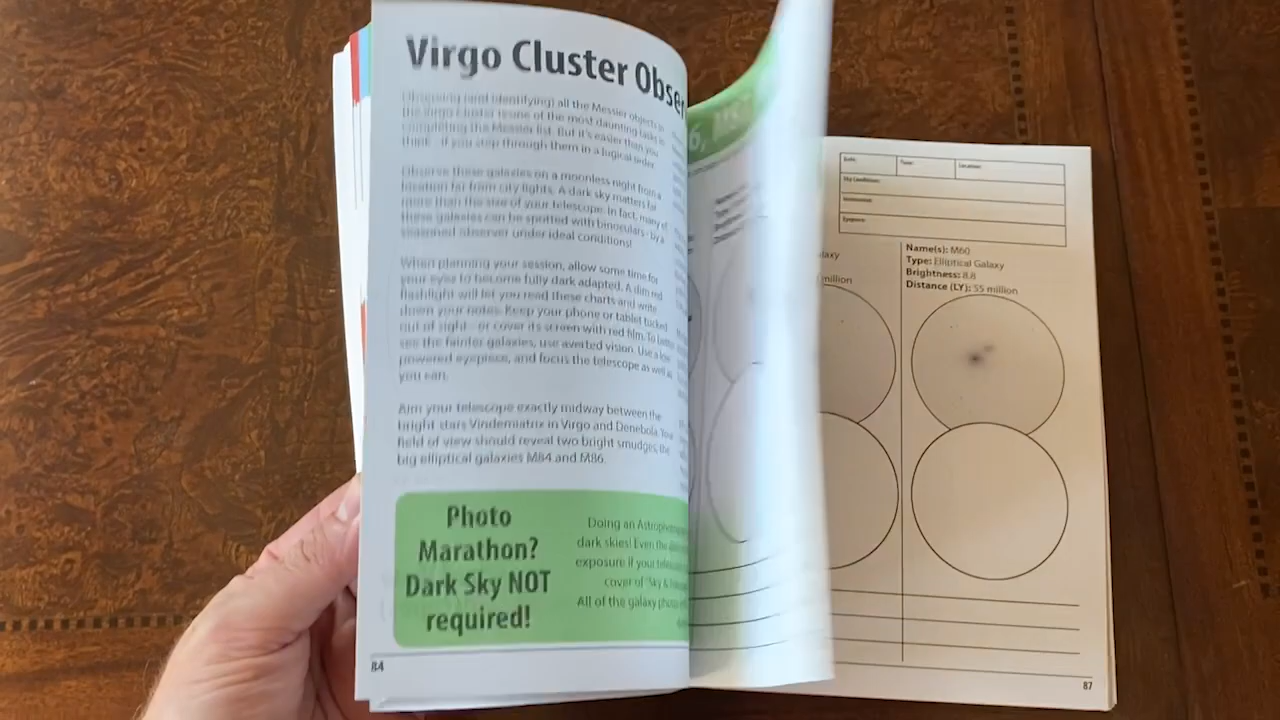 Virgo Cluster Obser
Observing (and identifying) all the Messier objects in
the Virgo Cluster is one of the most daunting tasks in
completing the Messier list. But it's easier than you
think - if you step through them in a logical order.
Observe these galaxies on a moonless night from a
location far from city lights. A dark sky matters far
more than the size of your telescope. In fact, many of
these galaxies can be spotted with binoculars - by a
seasoned observer under ideal conditions!
When planning your session, allow some time for
your eyes to become fully dark adapted. A dim red
flashlight will let you read these charts and write
down your notes. Keep your phone or tablet tucked
out of sight - or cover its screen with red film. To better
see the fainter galaxies, use averted vision. Use a low
powered eyepiece, and focus the telescope as well as
you can.
Aim your telescope exactly midway between the
bright stars Vindemiatrix in Virgo and Denebola. Your
field of view should reveal two bright smudges, the
big elliptical galaxies M84 and M86.
Photo
Marathon?
Dark Sky NOT
required!
Doing an
dark skies! Even the
exposure if your
cover of "Sky &
All of the galaxy
84
6, M
Date:
Time:
Location:
Sky Conditions:
Instrument:
Eyepiece:
laxy
million
Name(s): M60
Type: Elliptical Galaxy
Brightness: 8.8
Distance (LY): 55 million
87